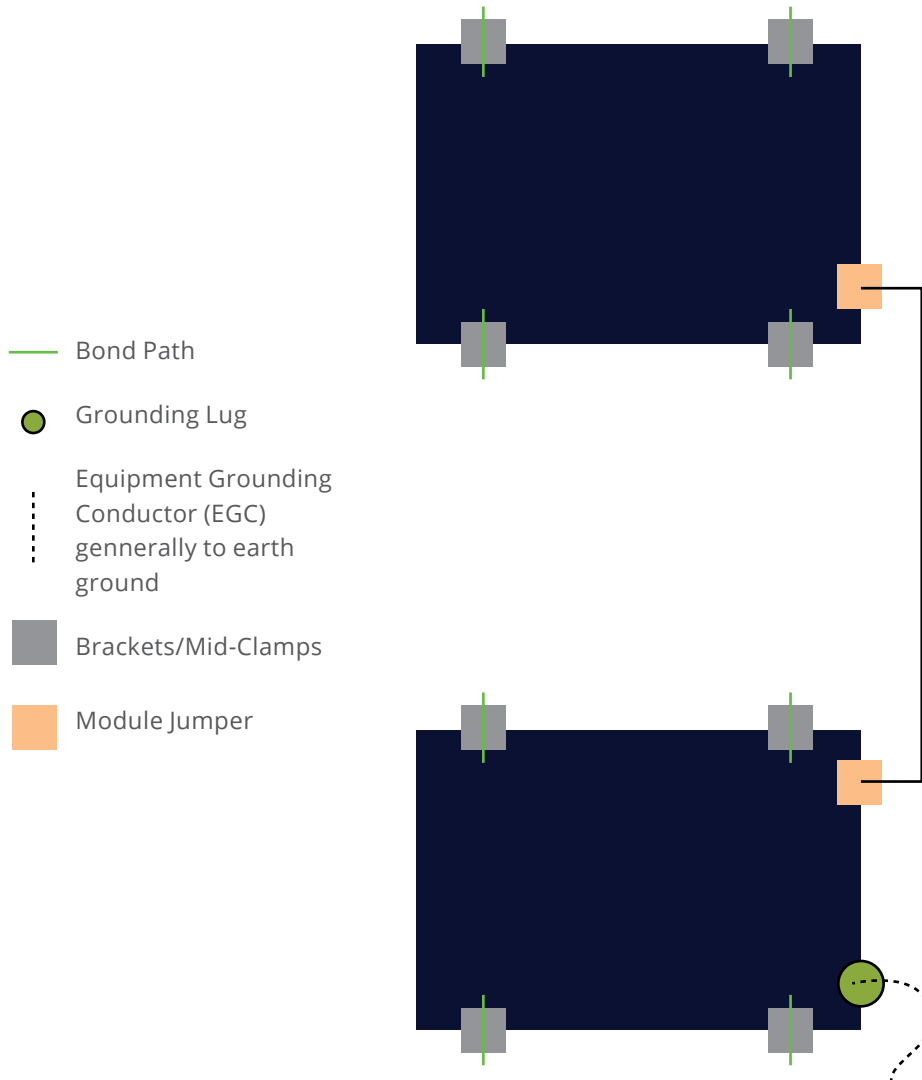 Bond Path
Grounding Lug
Equipment Grounding
Conductor (EGC)
gennerally to earth
ground
Brackets/Mid-Clamps
Module Jumper